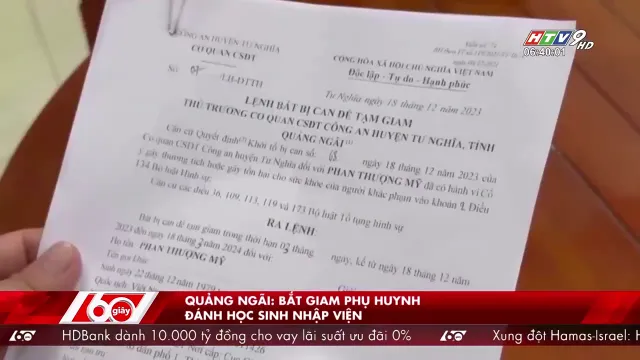 HTV9 HD
06:40:01
CÔNG AN HUYỆN TƯ NGHĨA
CƠ QUAN CSĐT
CỘNG HÒA XÃ HỘI CHỦ NGHĨA VIỆT NAM
Độc lập - Tự do - Hạnh phúc
Số: /LB-ĐTTH
Tư Nghĩa, ngày 18 tháng 12 năm 2023
LỆNH BẮT BỊ CAN ĐỂ TẠM GIAM
THỦ TRƯỞNG CƠ QUAN CSĐT CÔNG AN HUYỆN TƯ NGHĨA, TỈNH
QUẢNG NGÃI
Căn cứ Quyết định Khởi tố bị can số: 68 ngày 18 tháng 12 năm 2023 của
Cơ quan CSĐT Công an huyện Tư Nghĩa đối với PHAN THƯỢNG MỸ đã có hành vi Cố
ý gây thương tích hoặc gây tổn hại cho sức khỏe của người khác phạm vào khoản 1, Điều
134 Bộ luật Hình sự;
Căn cứ các điều 36, 109, 113, 119 và 173 Bộ luật Tố tụng hình sự
RA LỆNH
Bắt bị can để tạm giam trong thời hạn 03 tháng, kể từ ngày 18 tháng 12 năm
2023 đến ngày 18 tháng 3 năm 2024 đối với
Họ tên: PHAN THƯỢNG MỸ
Tên gọi khác:
Sinh ngày 22 tháng 12 năm 1979
Quốc tịch: Việt
60 giây
QUẢNG NGÃI: BẮT GIAM PHỤ HUYNH
ĐÁNH HỌC SINH NHẬP VIỆN
HDBank dành 10.000 tỷ đồng cho vay lãi suất ưu đãi 0% 60 Xung đột Hamas-Israel: